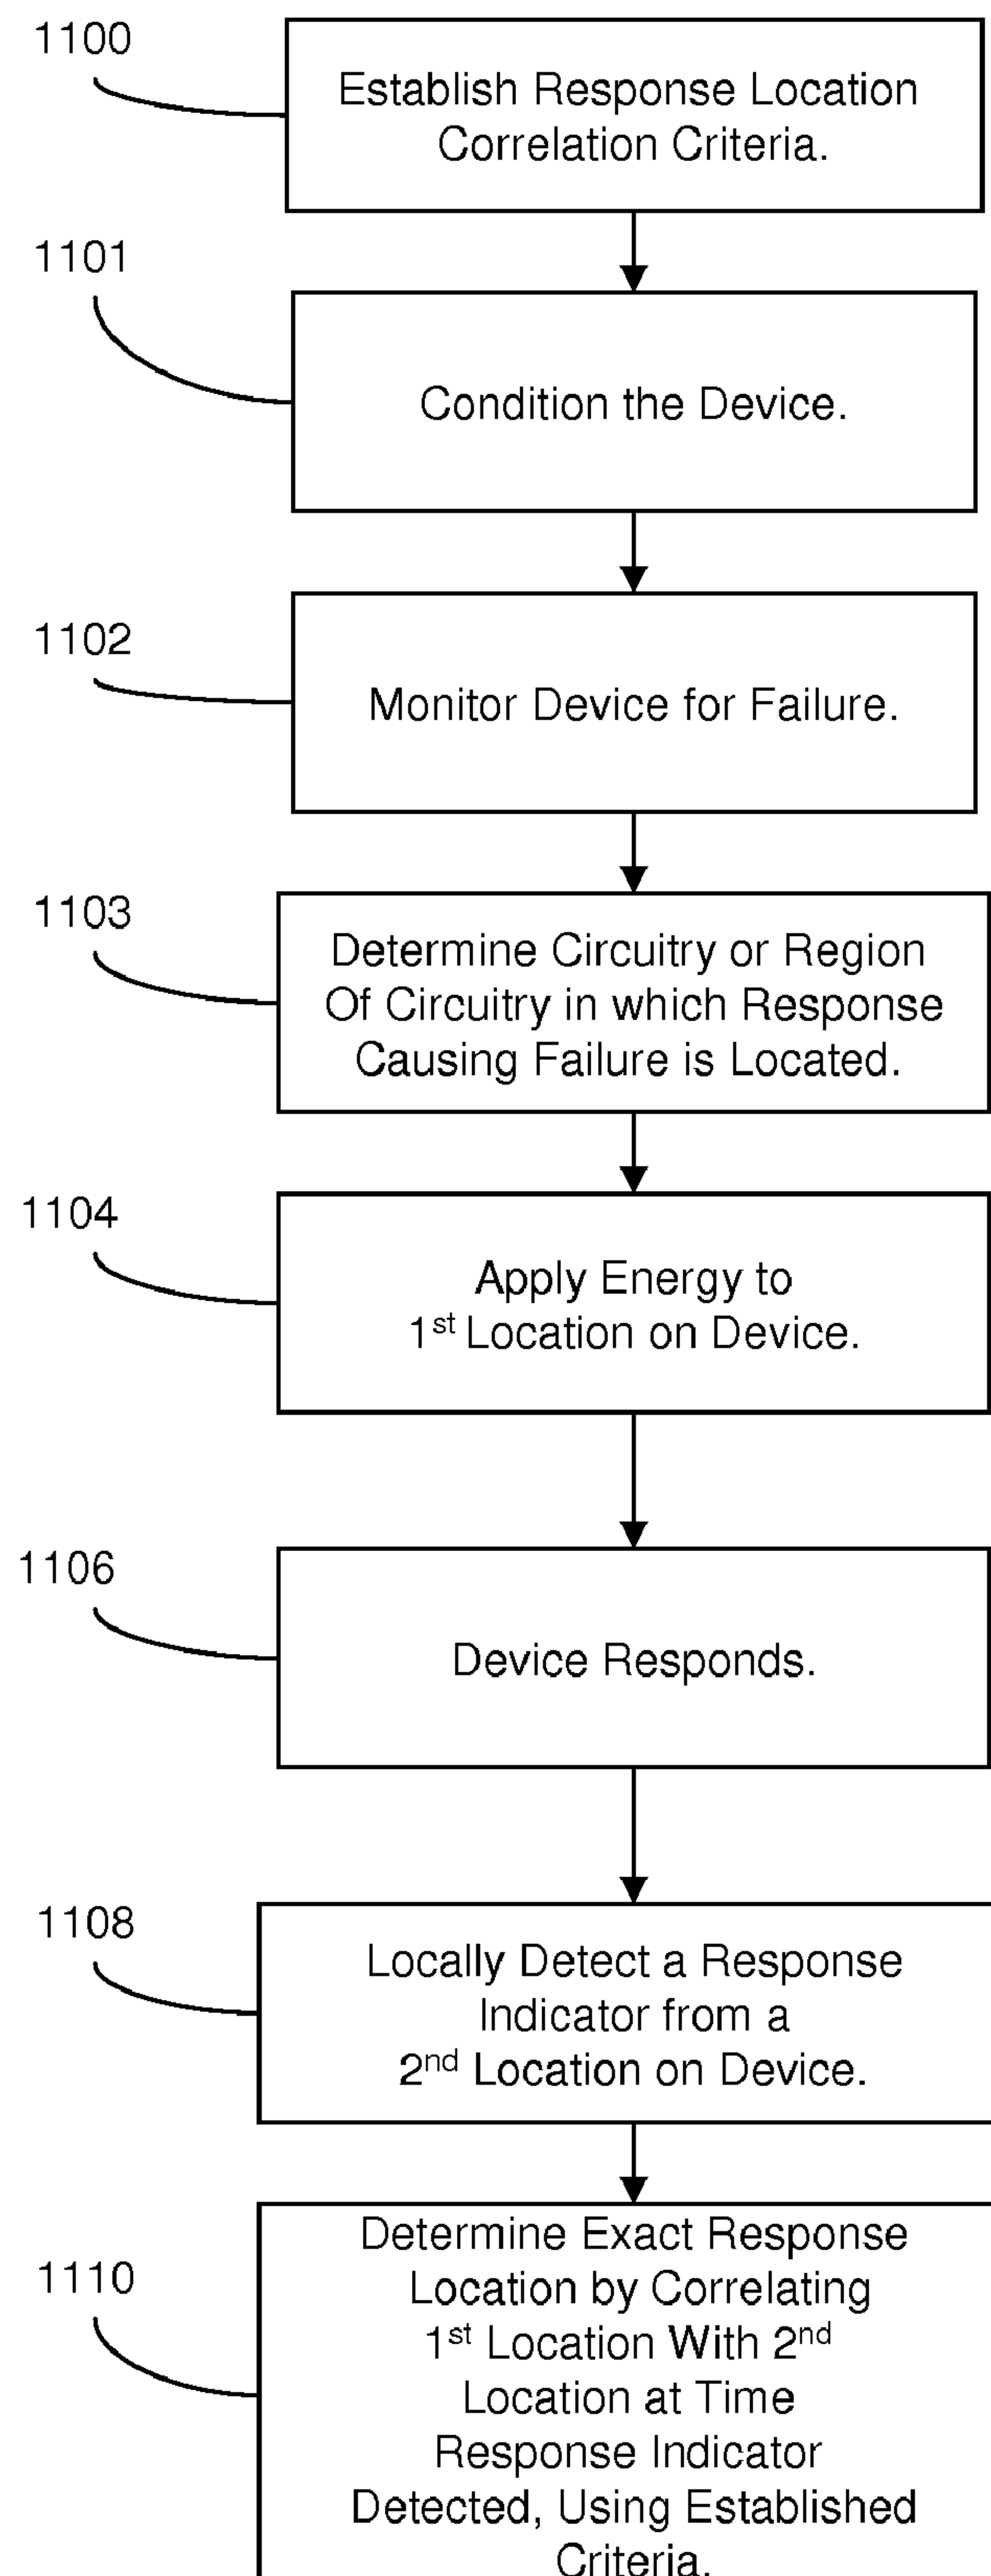 1100
Establish Response Location
Correlation Criteria.
1101
Condition the Device.
1102
Monitor Device for Failure.
1103
Determine Circuitry or Region
Of Circuitry in which Response
Causing Failure is Located.
1104
Apply Energy to
1st Location on Device.
1106
Device Responds.
1108
Locally Detect a Response
Indicator from a
2nd Location on Device.
1110
Determine Exact Response
Location by Correlating
1st Location With 2nd
Location at Time
Response Indicator
Detected, Using Established
Criteria.